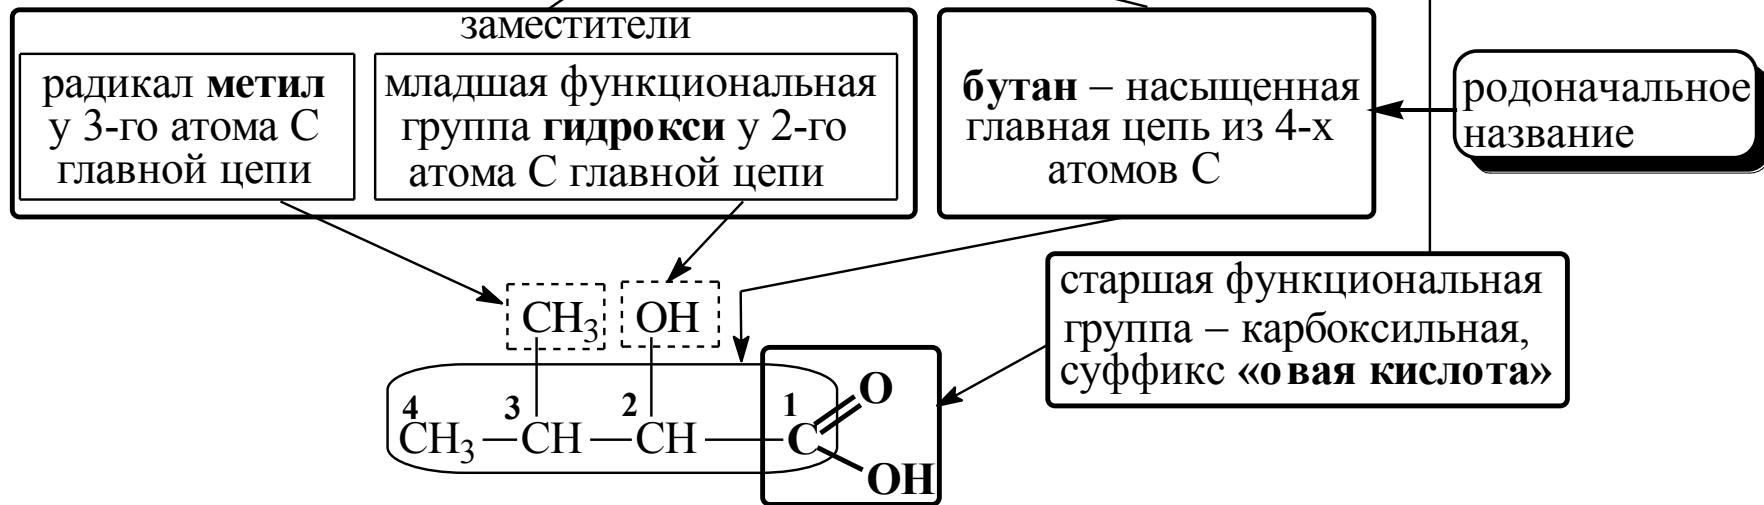 заместители
радикал метил
у 3-го атома С
главной цепи
младшая функциональная
группа гидрокси у 2-го
атома С главной цепи
бутан – насыщенная
главная цепь из 4-х
атомов С
родоначальное
название
старшая функциональная
группа – карбоксильная,
суффикс «овая кислота»
CH3 OH
4 3 2 1 O
CH3 CH CH C
OH